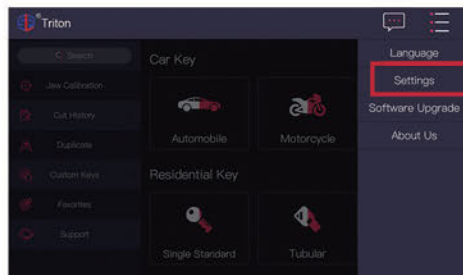 Triton
Search
Jaw Calibration
Cut History
Duplicate
Custom Keys
Favorites
Support
Car Key
Automobile
Motorcycle
Residential Key
Single Standard
Tubular
Language
Settings
Software Upgrade
About Us